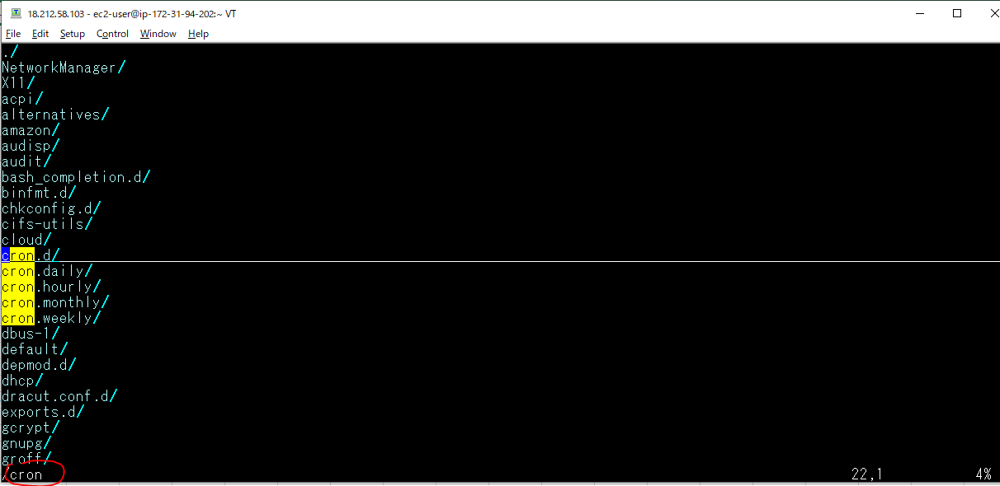 18.212.58.103 - ec2-user@ip-172-31-94-202:~ VT
File Edit Setup Control Window Help
./
NetworkManager/
X11/
acpi/
alternatives/
amazon/
audisp/
audit/
bash_completion.d/
binfmt.d/
chkconfig.d/
cifs-utils/
cloud/
cron.d/
cron.daily/
cron.hourly/
cron.monthly/
cron.weekly/
dbus-1/
default/
depmod.d/
dhcp/
dracut.conf.d/
exports.d/
gcrypt/
gnupg/
groff/
/cron 22,1 4%